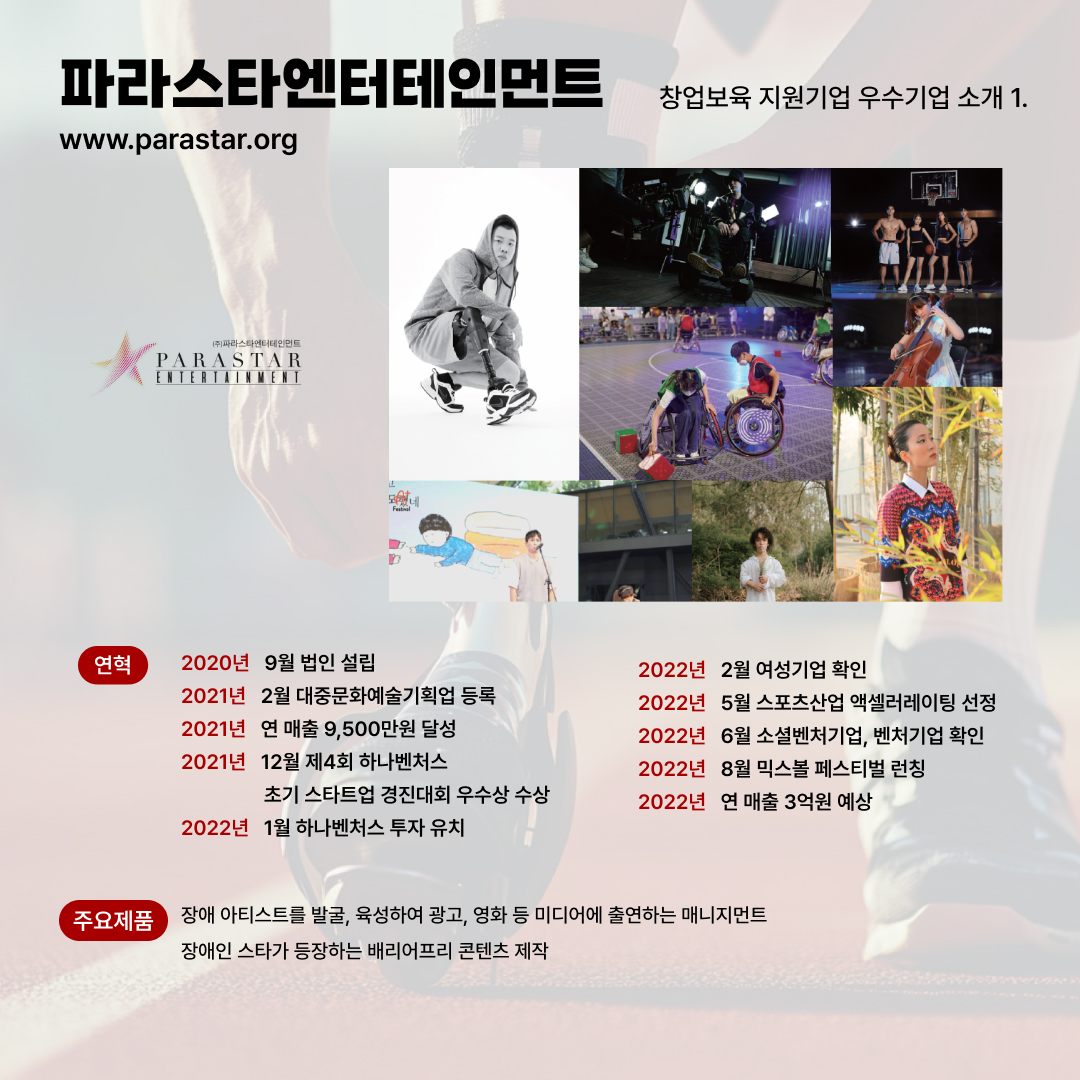 파라스타엔터테인먼트
창업보육 지원기업 우수기업 소개 1.
www.parastar.org
(주)파라스타엔터테인먼트
PARASTAR
ENTERTAINMENT
Festival
연혁
2020년 9월 법인 설립
2021년 2월 대중문화예술기획업 등록
2021년 연 매출 9,500만원 달성
2021년 12월 제4회 하나벤처스
초기 스타트업 경진대회 우수상 수상
2022년 1월 하나벤처스 투자 유치
2022년 2월 여성기업 확인
2022년 5월 스포츠산업 액셀러레이팅 선정
2022년 6월 소셜벤처기업, 벤처기업 확인
2022년 8월 믹스볼 페스티벌 런칭
2022년 연 매출 3억원 예상
주요제품
장애 아티스트를 발굴, 육성하여 광고, 영화 등 미디어에 출연하는 매니지먼트
장애인 스타가 등장하는 배리어프리 콘텐츠 제작